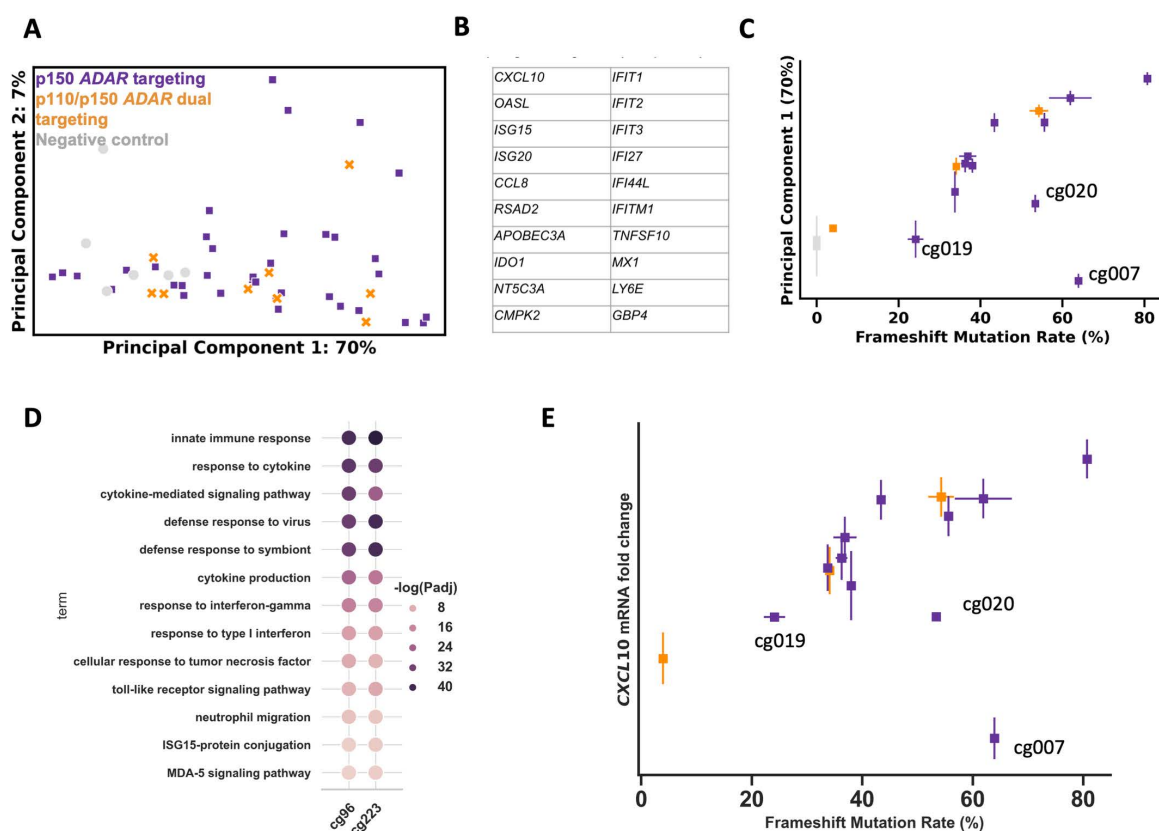 A
Principal Component 2: 7%
p150 ADAR targeting
p110/p150 ADAR dual
targeting
Negative control
Principal Component 1: 70%
B
CXCL10 IFIT1
OASL IFIT2
ISG15 IFIT3
ISG20 IFI27
CCL8 IFI44L
RSAD2 IFITM1
APOBEC3A TNFSF10
IDO1 MX1
NT5C3A LY6E
CMPK2 GBP4
C
Principal Component 1 (70%)
cg020
cg019
cg007
0 20 40 60 80
Frameshift Mutation Rate (%)
D
term
innate immune response
response to cytokine
cytokine-mediated signaling pathway
defense response to virus
defense response to symbiont
cytokine production
response to interferon-gamma
response to type I interferon
cellular response to tumor necrosis factor
toll-like receptor signaling pathway
neutrophil migration
ISG15-protein conjugation
MDA-5 signaling pathway
-log(Padj)
8
16
24
32
40
cg96
cg223
E
CXCL10 mRNA fold change
cg020
cg019
cg007
0 20 40 60 80
Frameshift Mutation Rate (%)